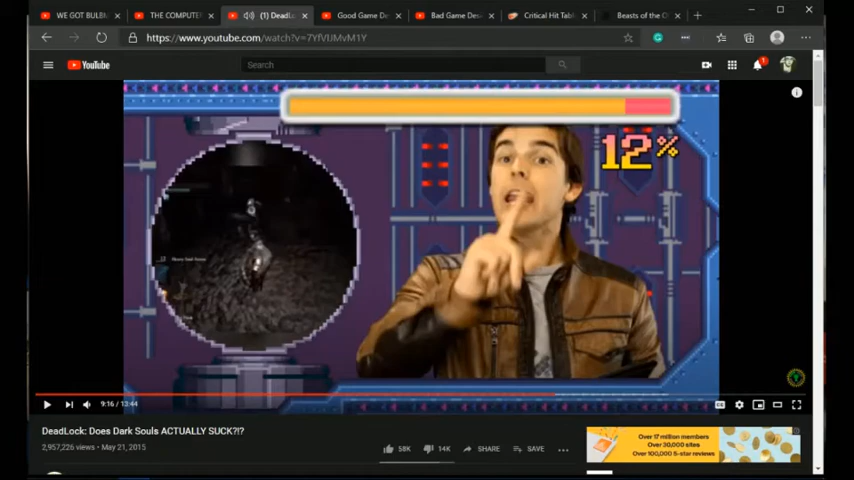 WE GOT BULBA
THE COMPUTER
(1) DeadLo
Good Game De
Bad Game Des
Critical Hit Tabl
Beasts of the O
https://www.youtube.com/watch?v=7YfVIJMvM1Y
YouTube
Search
1
12%
9:16 / 13:44
DeadLock: Does Dark Souls ACTUALLY SUCK?!?
2,957,226 views • May 21, 2015
58K
14K
SHARE
SAVE
Over 17 million members
Over 30,000 sites
Over 100,000 5-star reviews